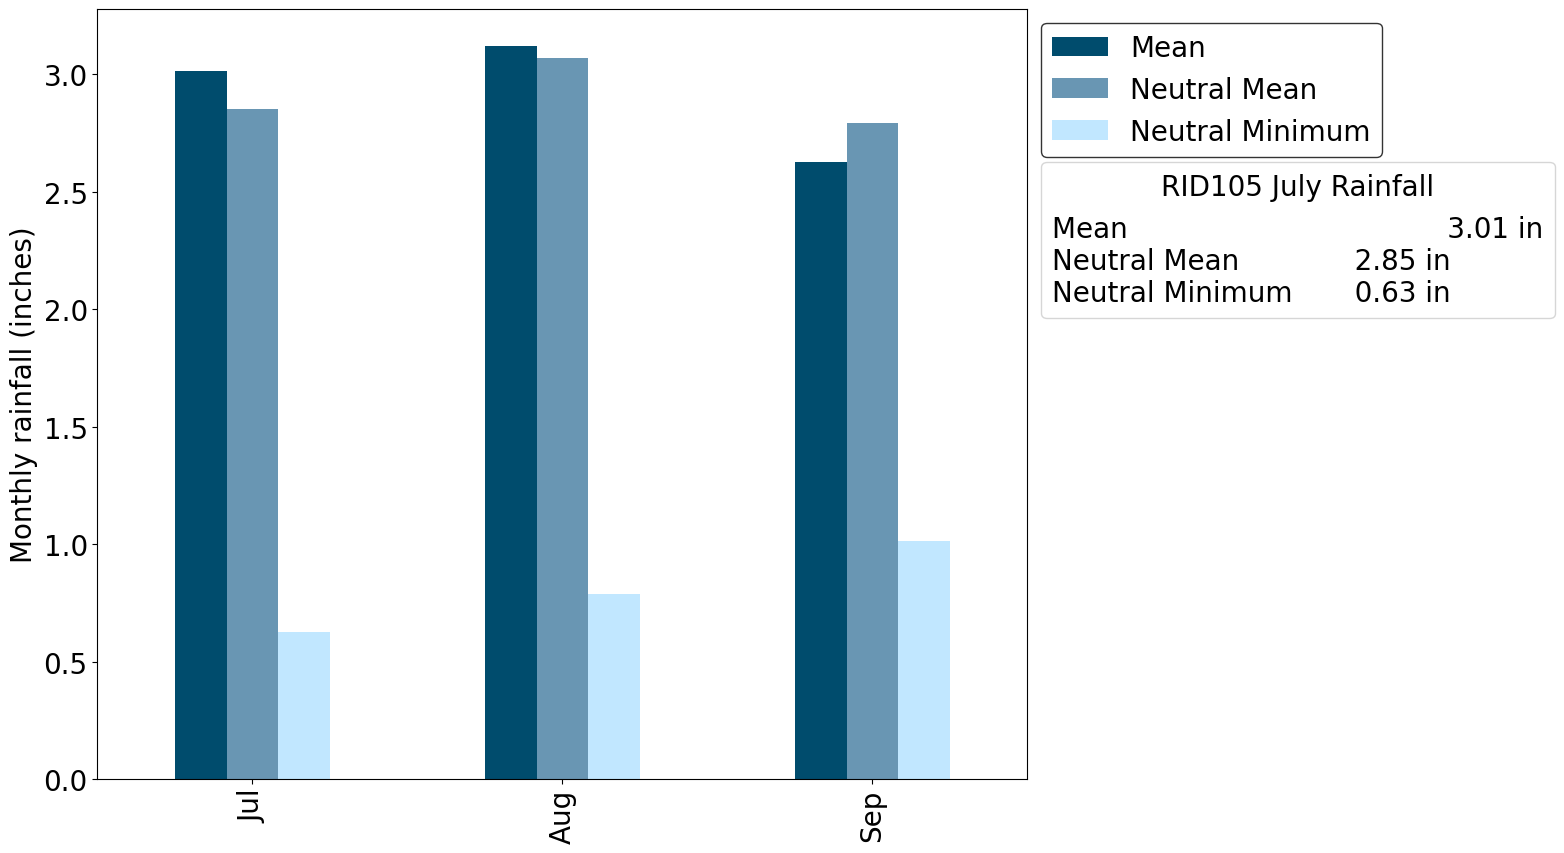 Mean
Neutral Mean
Neutral Minimum
RID105 July Rainfall
Mean 3.01 in
Neutral Mean 2.85 in
Neutral Minimum 0.63 in
Monthly rainfall (inches)
3.0
2.5
2.0
1.5
1.0
0.5
0.0
Jul
Aug
Sep